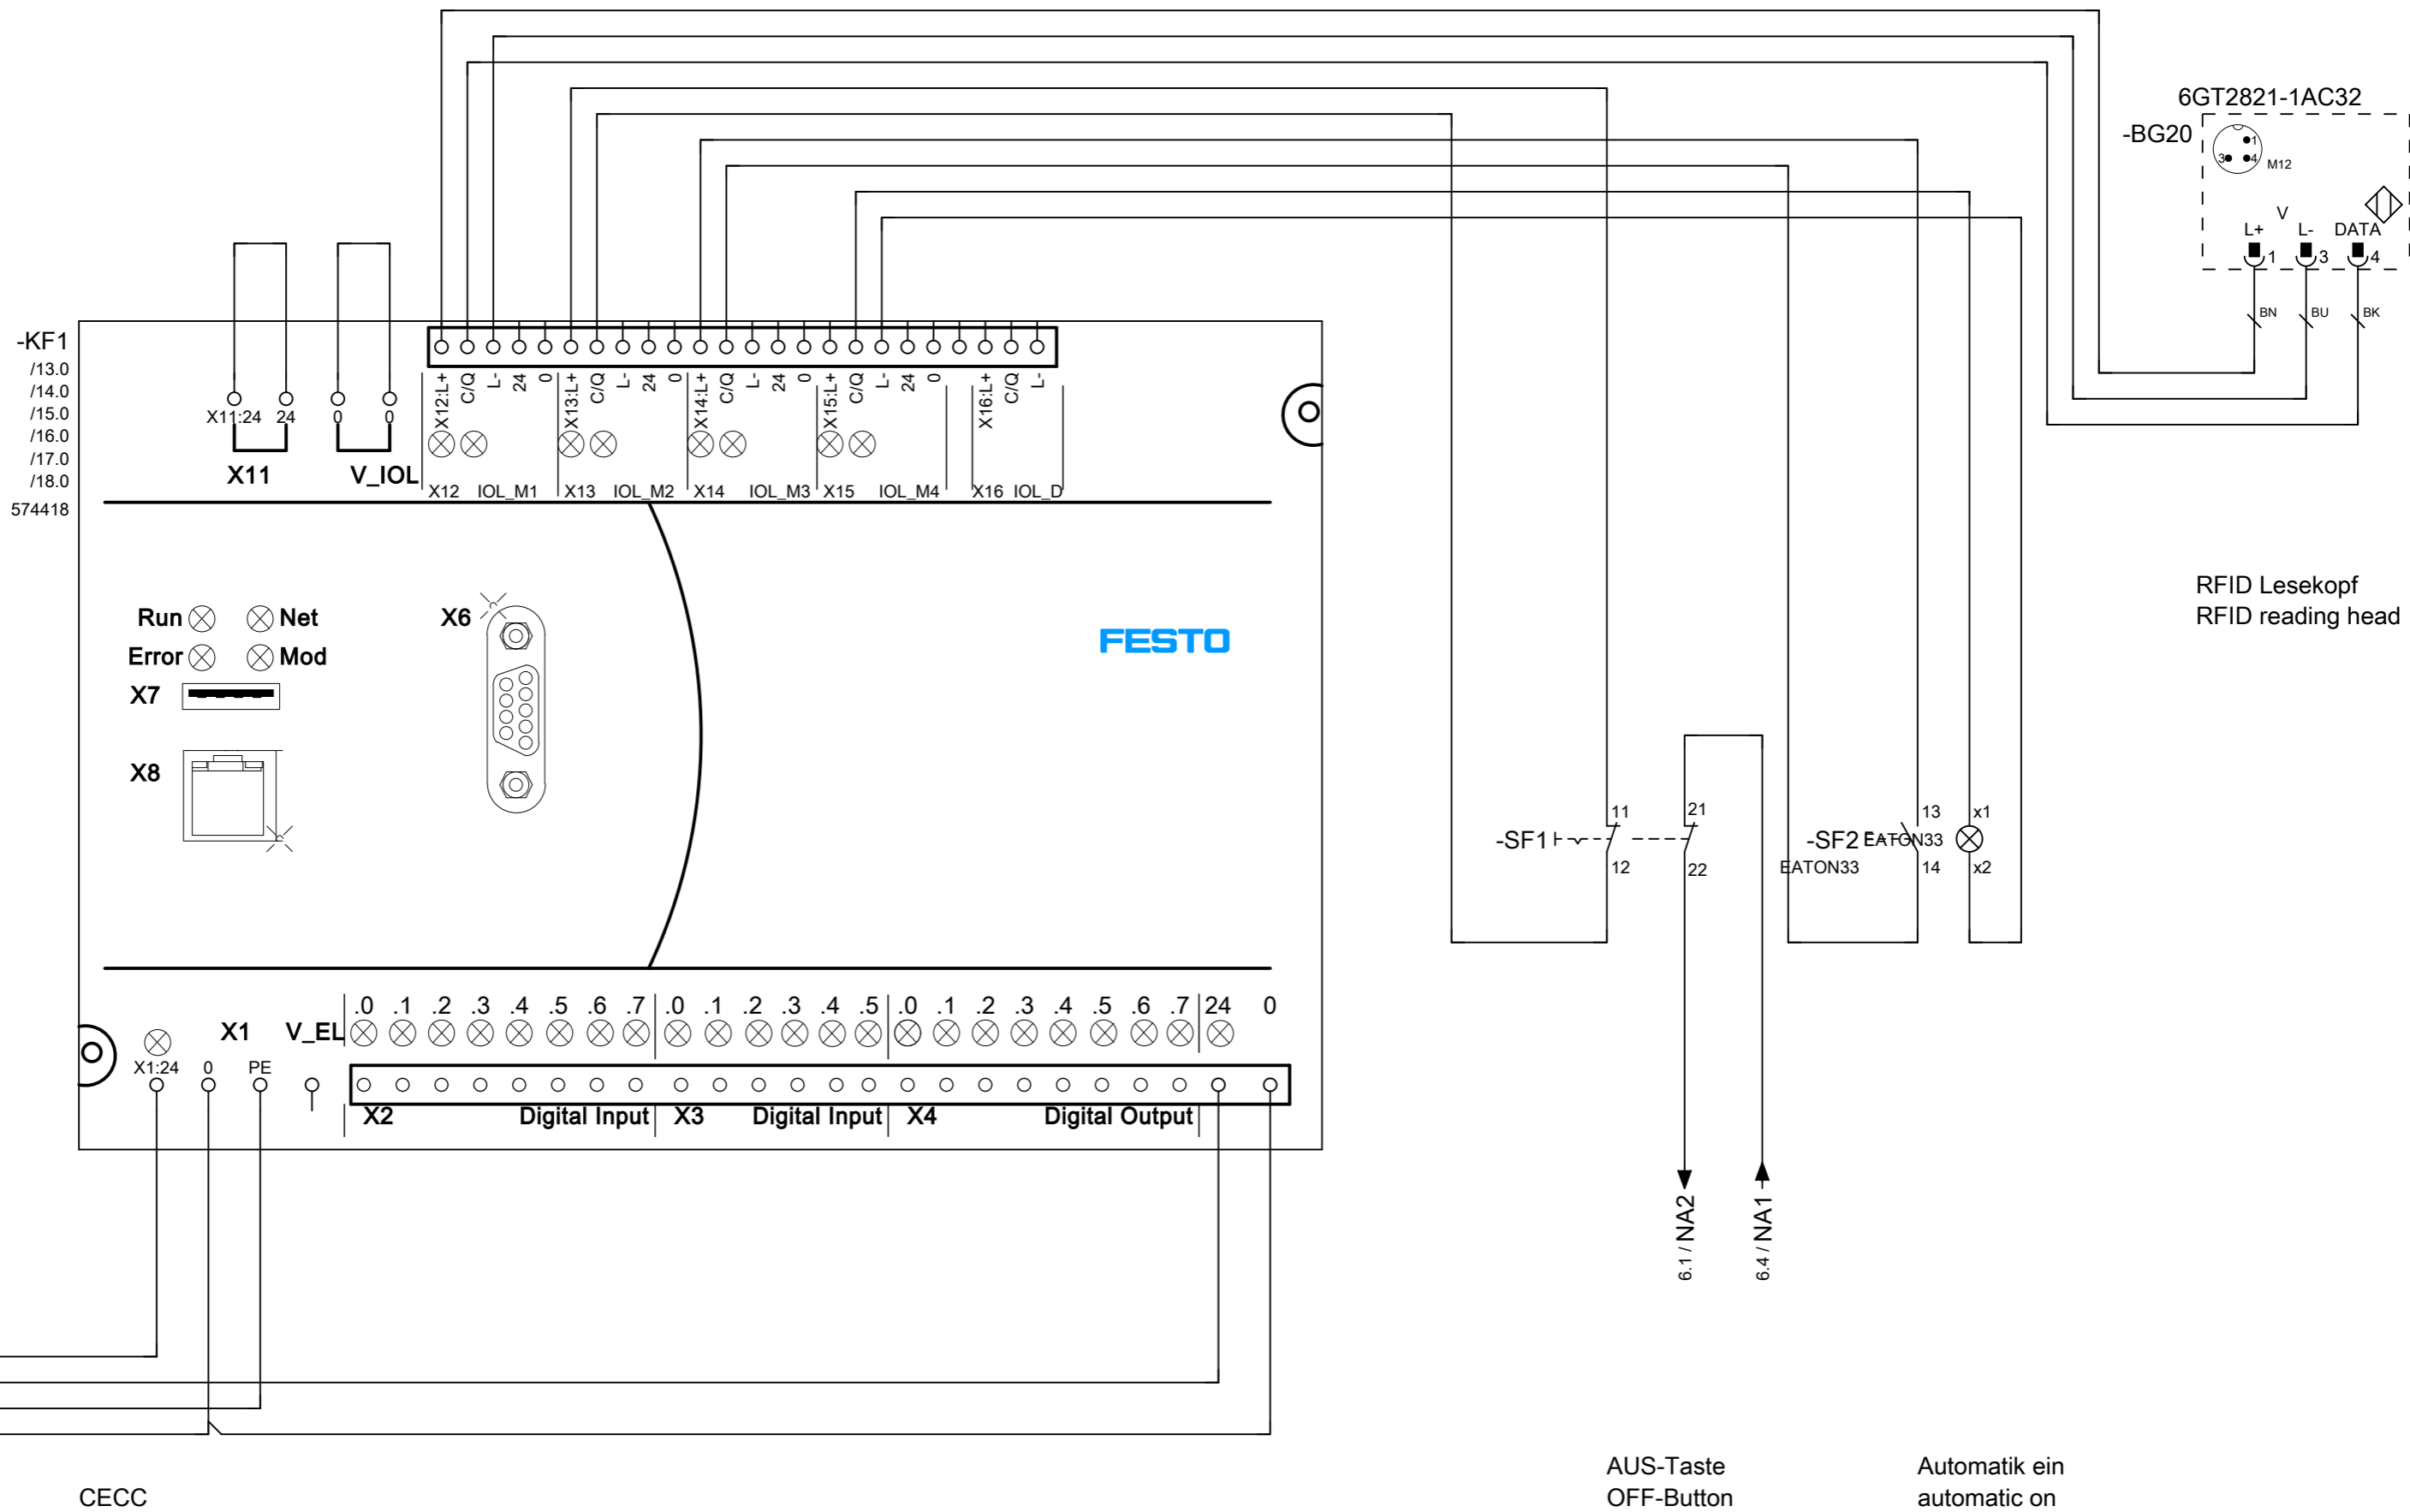 6GT2821-1AC32
-BG20
1
3 4
M12
V
L+ L- DATA
1 3 4
BN BU BK
-KF1
/13.0
/14.0
/15.0
/16.0
/17.0
/18.0
574418
X11:24 24 0 0
X11 V_IOL
X12:L+ C/Q L- 24 0 X13:L+ C/Q L- 24 0 X14:L+ C/Q L- 24 0 X15:L+ C/Q L- 24 0 X16:L+ C/Q L-
X12 IOL_M1 X13 IOL_M2 X14 IOL_M3 X15 IOL_M4 X16 IOL_D
RFID Lesekopf
RFID reading head
Run Net
Error Mod
X7
X8
X6
FESTO
11 21 13 x1
-SF1 -SF2 EATON33
12 22 EATON33 14 x2
.0 .1 .2 .3 .4 .5 .6 .7 .0 .1 .2 .3 .4 .5 .0 .1 .2 .3 .4 .5 .6 .7 24 0
X1 V_EL
X1:24 0 PE
X2 Digital Input X3 Digital Input X4 Digital Output
6.1 / NA2
6.4 / NA1
AUS-Taste
OFF-Button
Automatik ein
automatic on
CECC